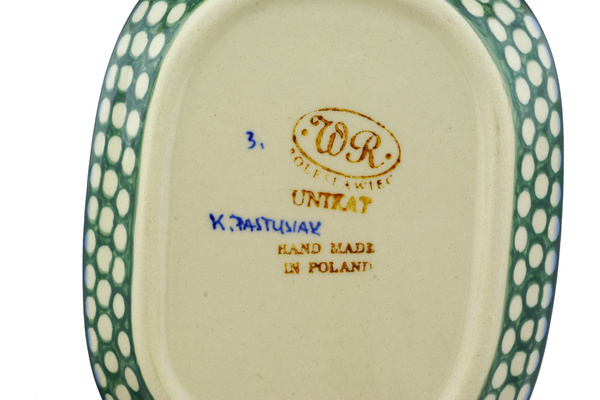 3.
·WR.
BOLESŁAWIEC
UNIKAT
K. PASTUSIAK
HAND MADE
IN POLAND